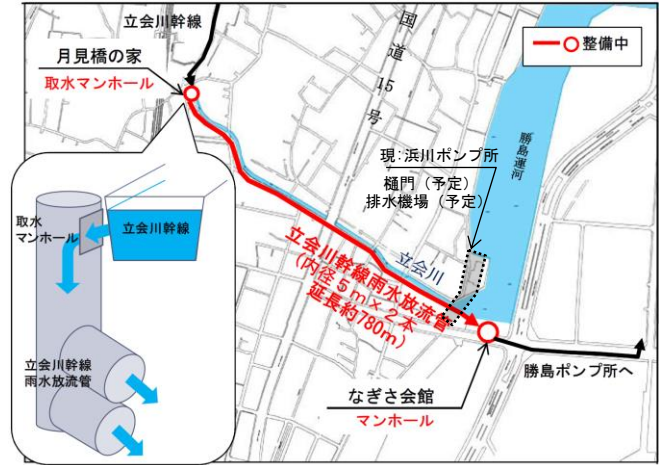 立会川幹線
整備中
月見橋の家
取水マンホール
国道15号
勝島運河
現：浜川ポンプ所
樋門（予定）
排水機場（予定）
取水
マンホール
立会川幹線
立会川
立会川幹線雨水放流管
（内径５ｍ×２本
延長約780ｍ）
立会川幹線
雨水放流管
なぎさ会館
マンホール
勝島ポンプ所へ